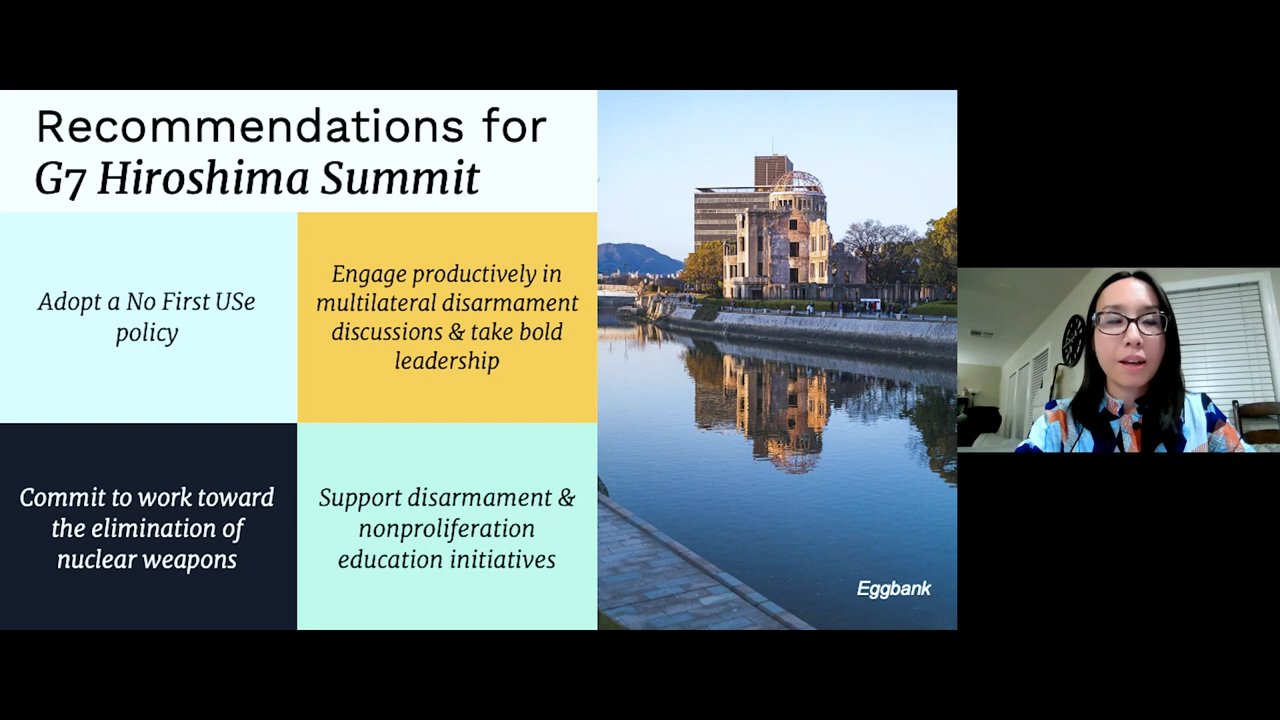 Recommendations for
G7 Hiroshima Summit
Adopt a No First USe
policy
Engage productively in
multilateral disarmament
discussions & take bold
leadership
Commit to work toward
the elimination of
nuclear weapons
Support disarmament &
nonproliferation
education initiatives
Eggbank